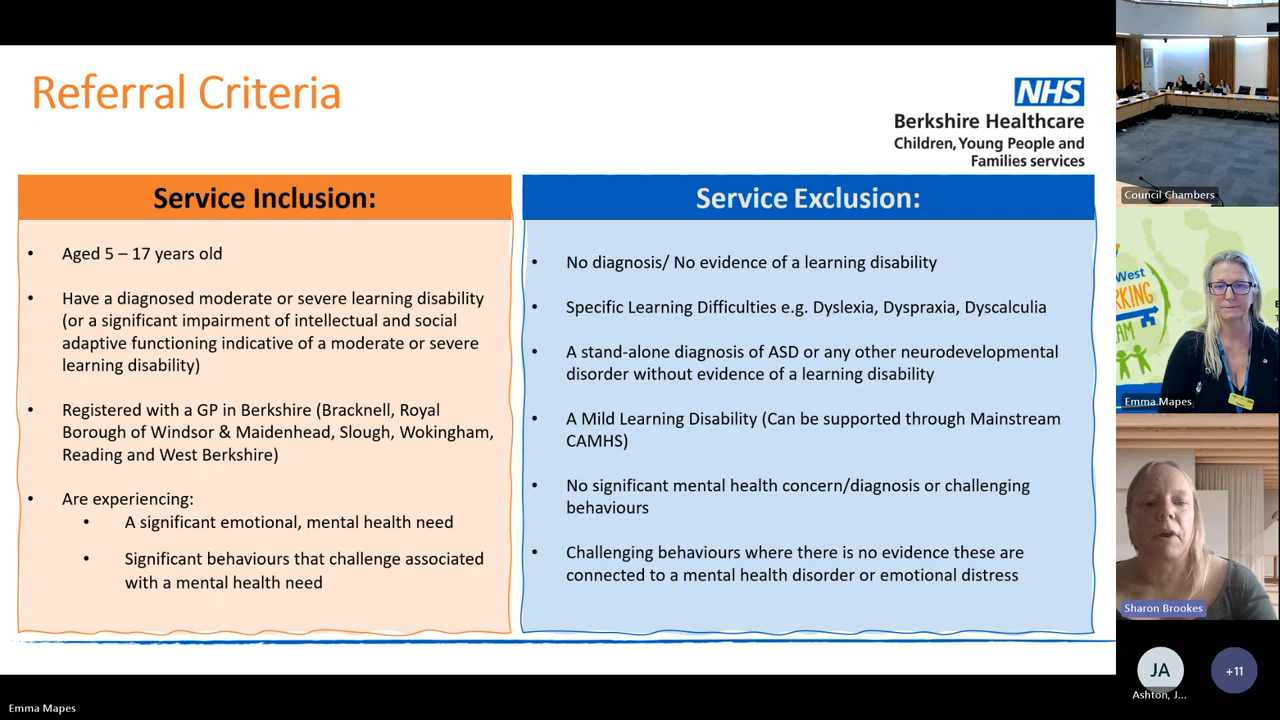 Referral Criteria
NHS
Berkshire Healthcare
Children, Young People and
Families services
Service Inclusion:
• Aged 5 – 17 years old
• Have a diagnosed moderate or severe learning disability
(or a significant impairment of intellectual and social
adaptive functioning indicative of a moderate or severe
learning disability)
• Registered with a GP in Berkshire (Bracknell, Royal
Borough of Windsor & Maidenhead, Slough, Wokingham,
Reading and West Berkshire)
• Are experiencing:
• A significant emotional, mental health need
• Significant behaviours that challenge associated
with a mental health need
Service Exclusion:
• No diagnosis/ No evidence of a learning disability
• Specific Learning Difficulties e.g. Dyslexia, Dyspraxia, Dyscalculia
• A stand-alone diagnosis of ASD or any other neurodevelopmental
disorder without evidence of a learning disability
• A Mild Learning Disability (Can be supported through Mainstream
CAMHS)
• No significant mental health concern/diagnosis or challenging
behaviours
• Challenging behaviours where there is no evidence these are
connected to a mental health disorder or emotional distress
Council Chambers
West
Emma Mapes
Sharon Brookes
JA
+11
Ashton, J...
Emma Mapes